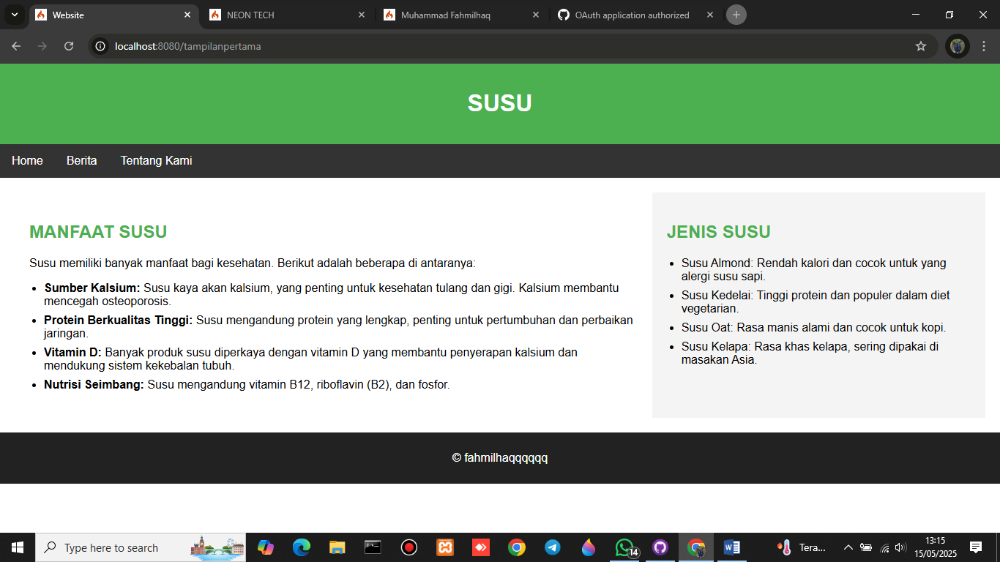 Website
NEON TECH
Muhammad Fahmilhaq
OAuth application authorized
localhost:8080/tampilanpertama
SUSU
Home Berita Tentang Kami
MANFAAT SUSU
Susu memiliki banyak manfaat bagi kesehatan. Berikut adalah beberapa di antaranya:
• Sumber Kalsium: Susu kaya akan kalsium, yang penting untuk kesehatan tulang dan gigi. Kalsium membantu
mencegah osteoporosis.
• Protein Berkualitas Tinggi: Susu mengandung protein yang lengkap, penting untuk pertumbuhan dan perbaikan
jaringan.
• Vitamin D: Banyak produk susu diperkaya dengan vitamin D yang membantu penyerapan kalsium dan
mendukung sistem kekebalan tubuh.
• Nutrisi Seimbang: Susu mengandung vitamin B12, riboflavin (B2), dan fosfor.
JENIS SUSU
• Susu Almond: Rendah kalori dan cocok untuk yang
alergi susu sapi.
• Susu Kedelai: Tinggi protein dan populer dalam diet
vegetarian.
• Susu Oat: Rasa manis alami dan cocok untuk kopi.
• Susu Kelapa: Rasa khas kelapa, sering dipakai di
masakan Asia.
© fahmilhaqqqqqq
Type here to search
14
Tera...
13:15
15/05/2025